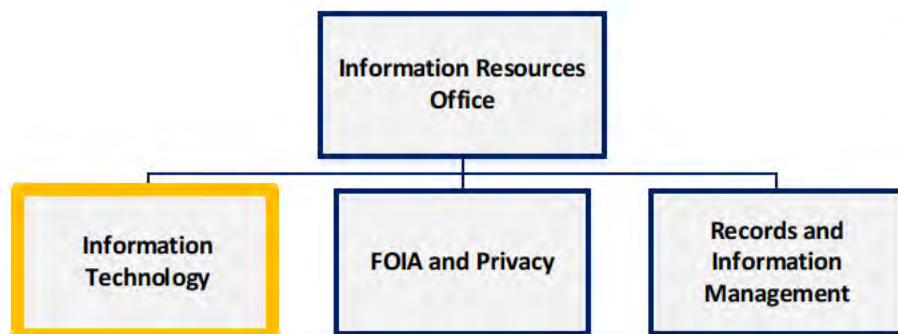 Information Resources
Office
Information
Technology
FOIA and Privacy
Records and
Information
Management